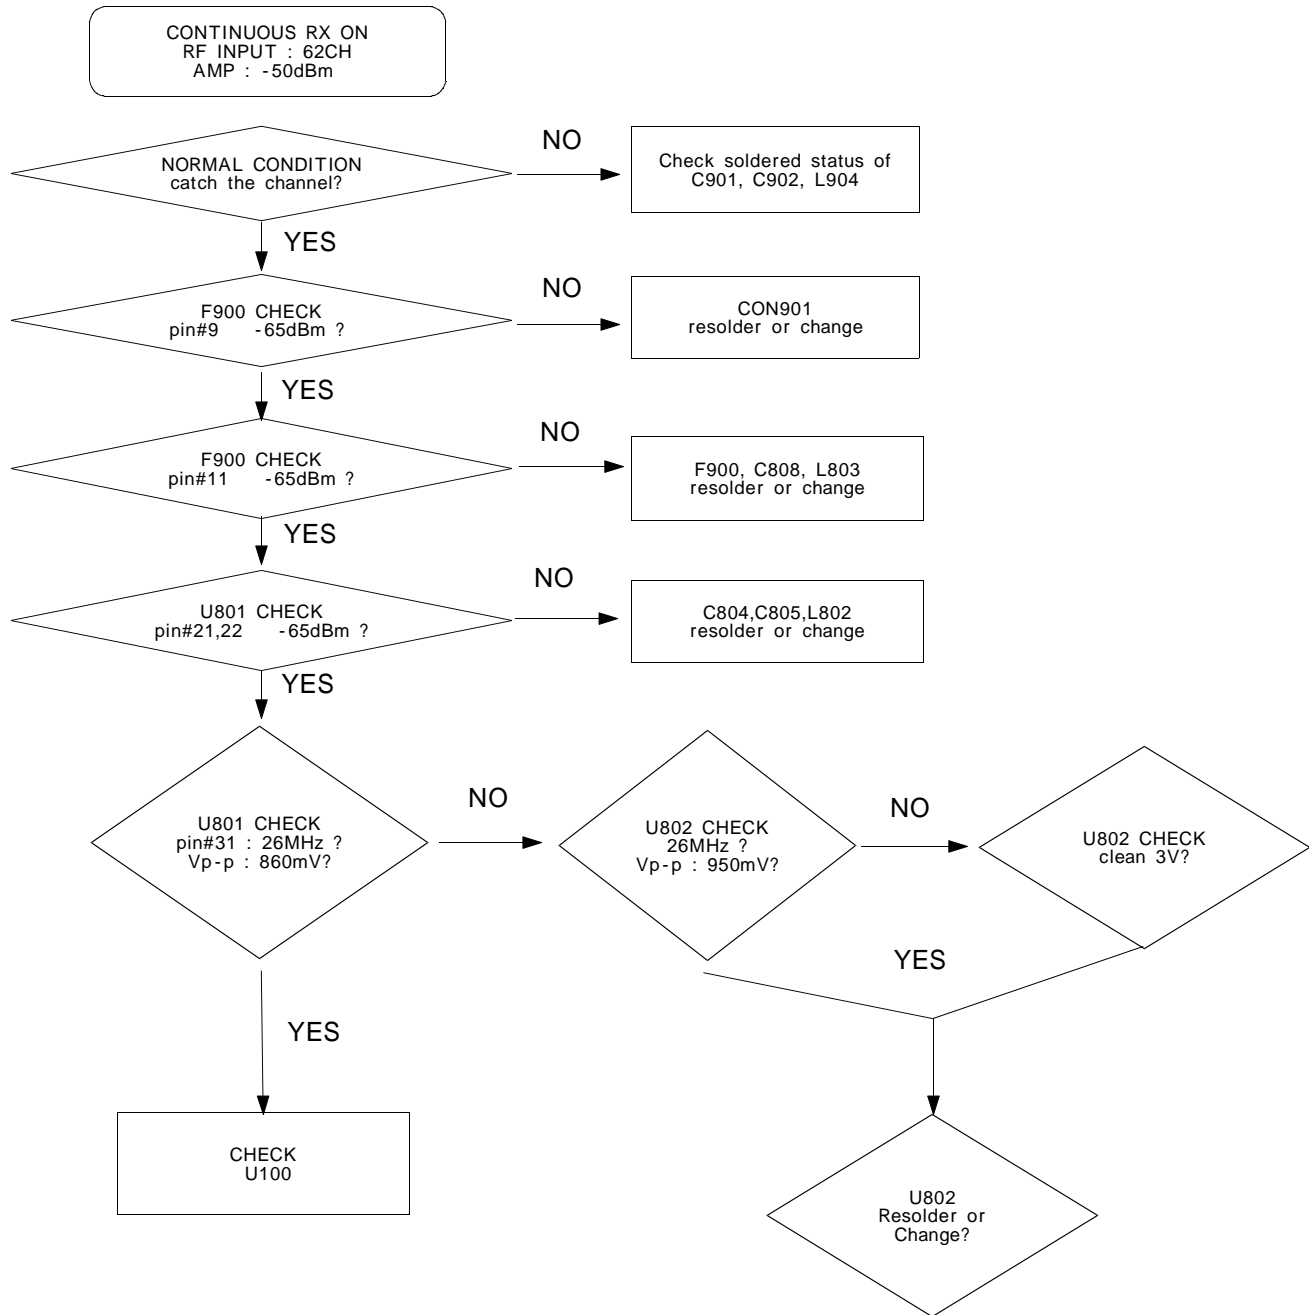 CONTINUOUS RX ON
RF INPUT : 62CH
AMP : -50dBm
NORMAL CONDITION
catch the channel?
NO
Check soldered status of
C901, C902, L904
YES
F900 CHECK
pin#9 -65dBm ?
NO
CON901
resolder or change
YES
F900 CHECK
pin#11 -65dBm ?
NO
F900, C808, L803
resolder or change
YES
U801 CHECK
pin#21,22 -65dBm ?
NO
C804,C805,L802
resolder or change
YES
U801 CHECK
pin#31 : 26MHz ?
Vp-p : 860mV?
NO
U802 CHECK
26MHz ?
Vp-p : 950mV?
NO
U802 CHECK
clean 3V?
YES
YES
CHECK
U100
U802
Resolder or
Change?